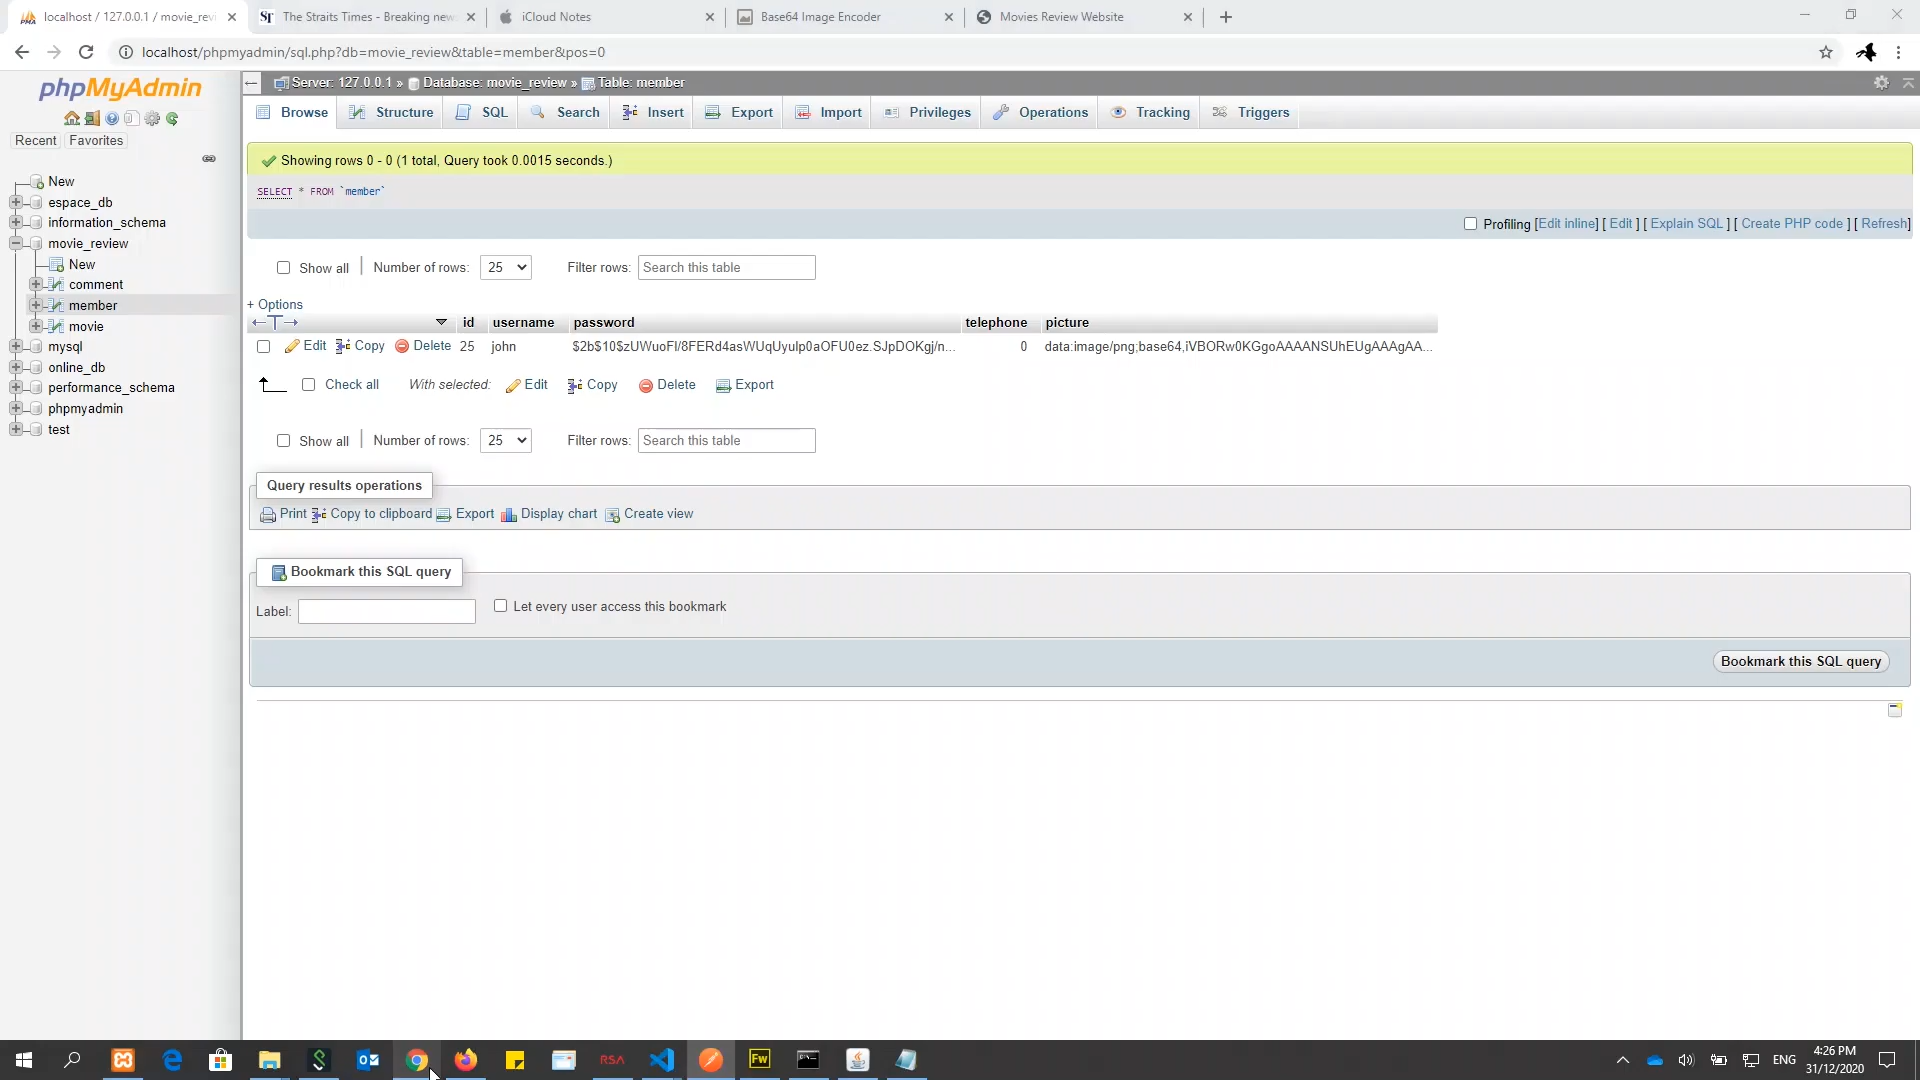 localhost / 127.0.0.1 / movie_revi
The Straits Times - Breaking news
iCloud Notes
Base64 Image Encoder
Movies Review Website
localhost/phpmyadmin/sql.php?db=movie_review&table=member&pos=0
phpMyAdmin
Recent Favorites
New
espace_db
information_schema
movie_review
New
comment
member
movie
mysql
online_db
performance_schema
phpmyadmin
test
Server: 127.0.0.1 » Database: movie_review » Table: member
Browse Structure SQL Search Insert Export Import Privileges Operations Tracking Triggers
Showing rows 0 - 0 (1 total, Query took 0.0015 seconds.)
SELECT * FROM `member`
Profiling [Edit inline] [ Edit ] [ Explain SQL ] [ Create PHP code ] [ Refresh]
Show all Number of rows: 25 Filter rows: Search this table
+ Options
id username password telephone picture
Edit Copy Delete 25 john $2b$10$zUWuoFI/8FERd4asWUqUyulp0aOFU0ez.SJpDOKgj/n... 0 data:image/png;base64,iVBORw0KGgoAAAANSUhEUgAAAgAA...
Check all With selected: Edit Copy Delete Export
Show all Number of rows: 25 Filter rows: Search this table
Query results operations
Print Copy to clipboard Export Display chart Create view
Bookmark this SQL query
Label: Let every user access this bookmark
Bookmark this SQL query
RSA
Fw
ENG
4:26 PM
31/12/2020